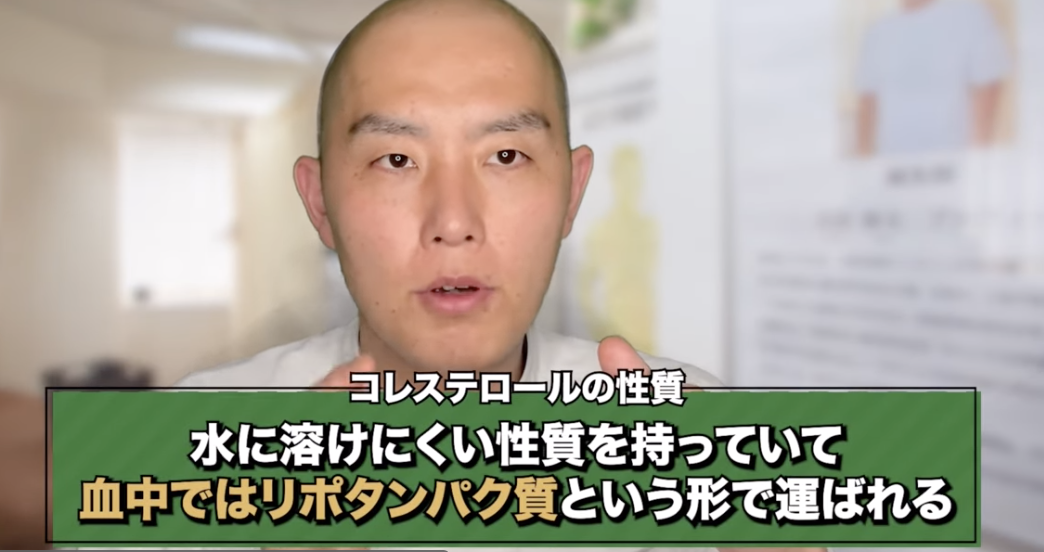 コレステロールの性質
水に溶けにくい性質を持っていて
血中ではリポタンパク質という形で運ばれる